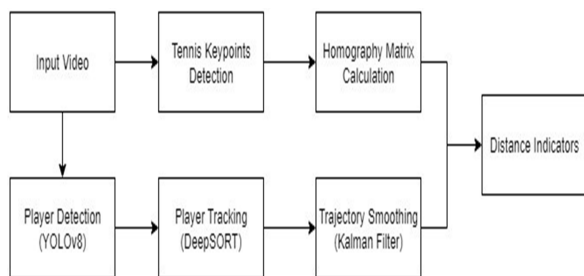 Input Video
Tennis Keypoints
Detection
Homography Matrix
Calculation
Distance Indicators
Player Detection
(YOLOv8)
Player Tracking
(DeepSORT)
Trajectory Smoothing
(Kalman Filter)